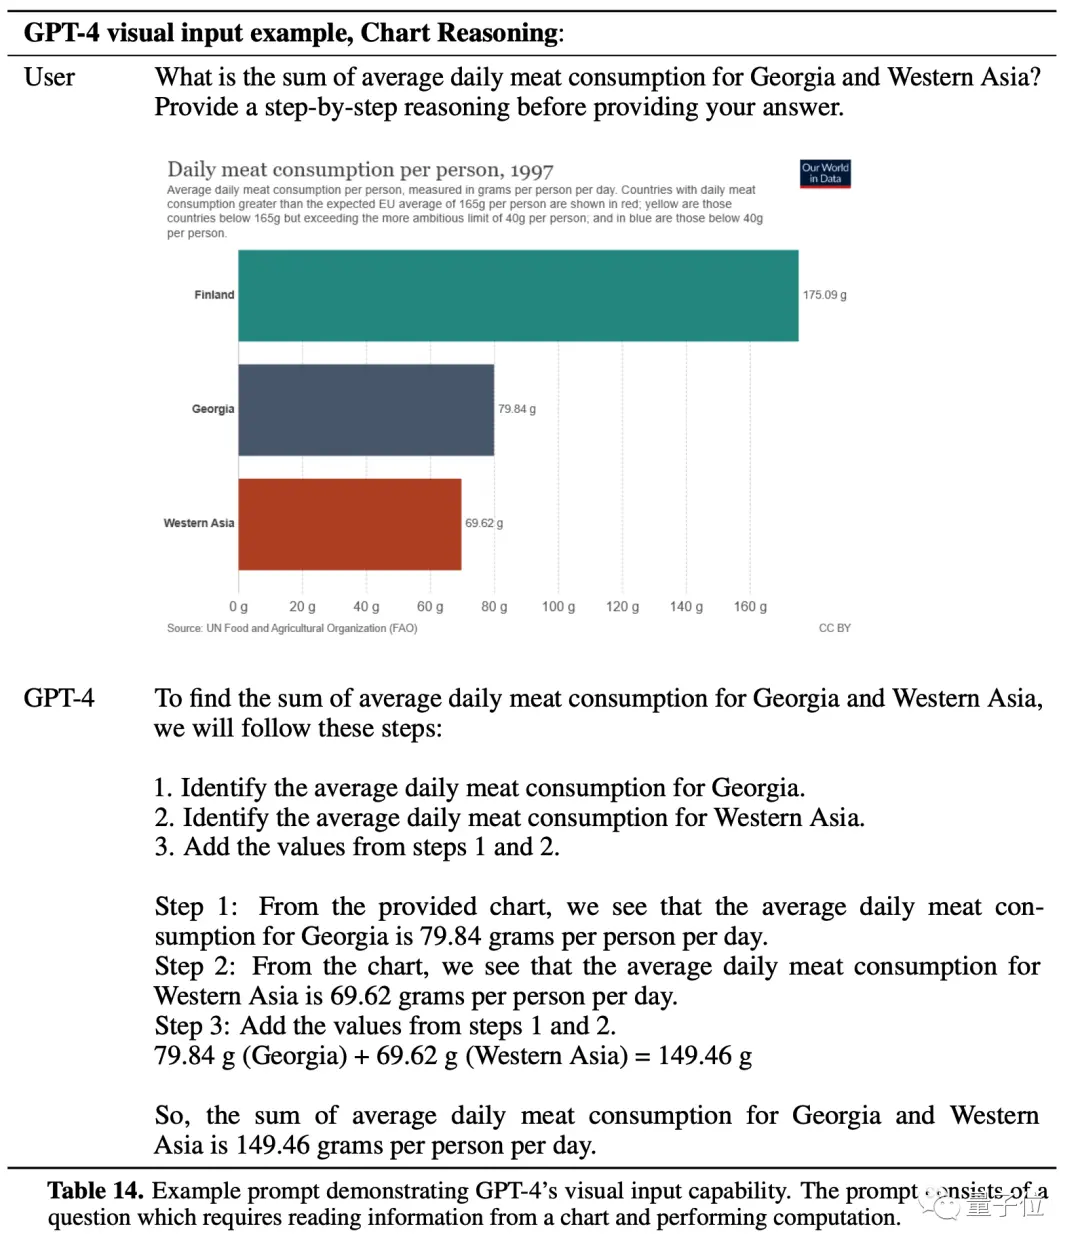 GPT-4 visual input example, Chart Reasoning:
User
What is the sum of average daily meat consumption for Georgia and Western Asia?
Provide a step-by-step reasoning before providing your answer.
Daily meat consumption per person, 1997
Our World
in Data
Average daily meat consumption per person, measured in grams per person per day. Countries with daily meat
consumption greater than the expected EU average of 165g per person are shown in red; yellow are those
countries below 165g but exceeding the more ambitious limit of 40g per person; and in blue are those below 40g
per person.
Finland 175.09 g
Georgia 79.84 g
Western Asia 69.62 g
0 g 20 g 40 g 60 g 80 g 100 g 120 g 140 g 160 g
Source: UN Food and Agricultural Organization (FAO) CC BY
GPT-4
To find the sum of average daily meat consumption for Georgia and Western Asia,
we will follow these steps:
1. Identify the average daily meat consumption for Georgia.
2. Identify the average daily meat consumption for Western Asia.
3. Add the values from steps 1 and 2.
Step 1: From the provided chart, we see that the average daily meat con-
sumption for Georgia is 79.84 grams per person per day.
Step 2: From the chart, we see that the average daily meat consumption for
Western Asia is 69.62 grams per person per day.
Step 3: Add the values from steps 1 and 2.
79.84 g (Georgia) + 69.62 g (Western Asia) = 149.46 g
So, the sum of average daily meat consumption for Georgia and Western
Asia is 149.46 grams per person per day.
Table 14. Example prompt demonstrating GPT-4's visual input capability. The prompt consists of a
question which requires reading information from a chart and performing computation.
量子位